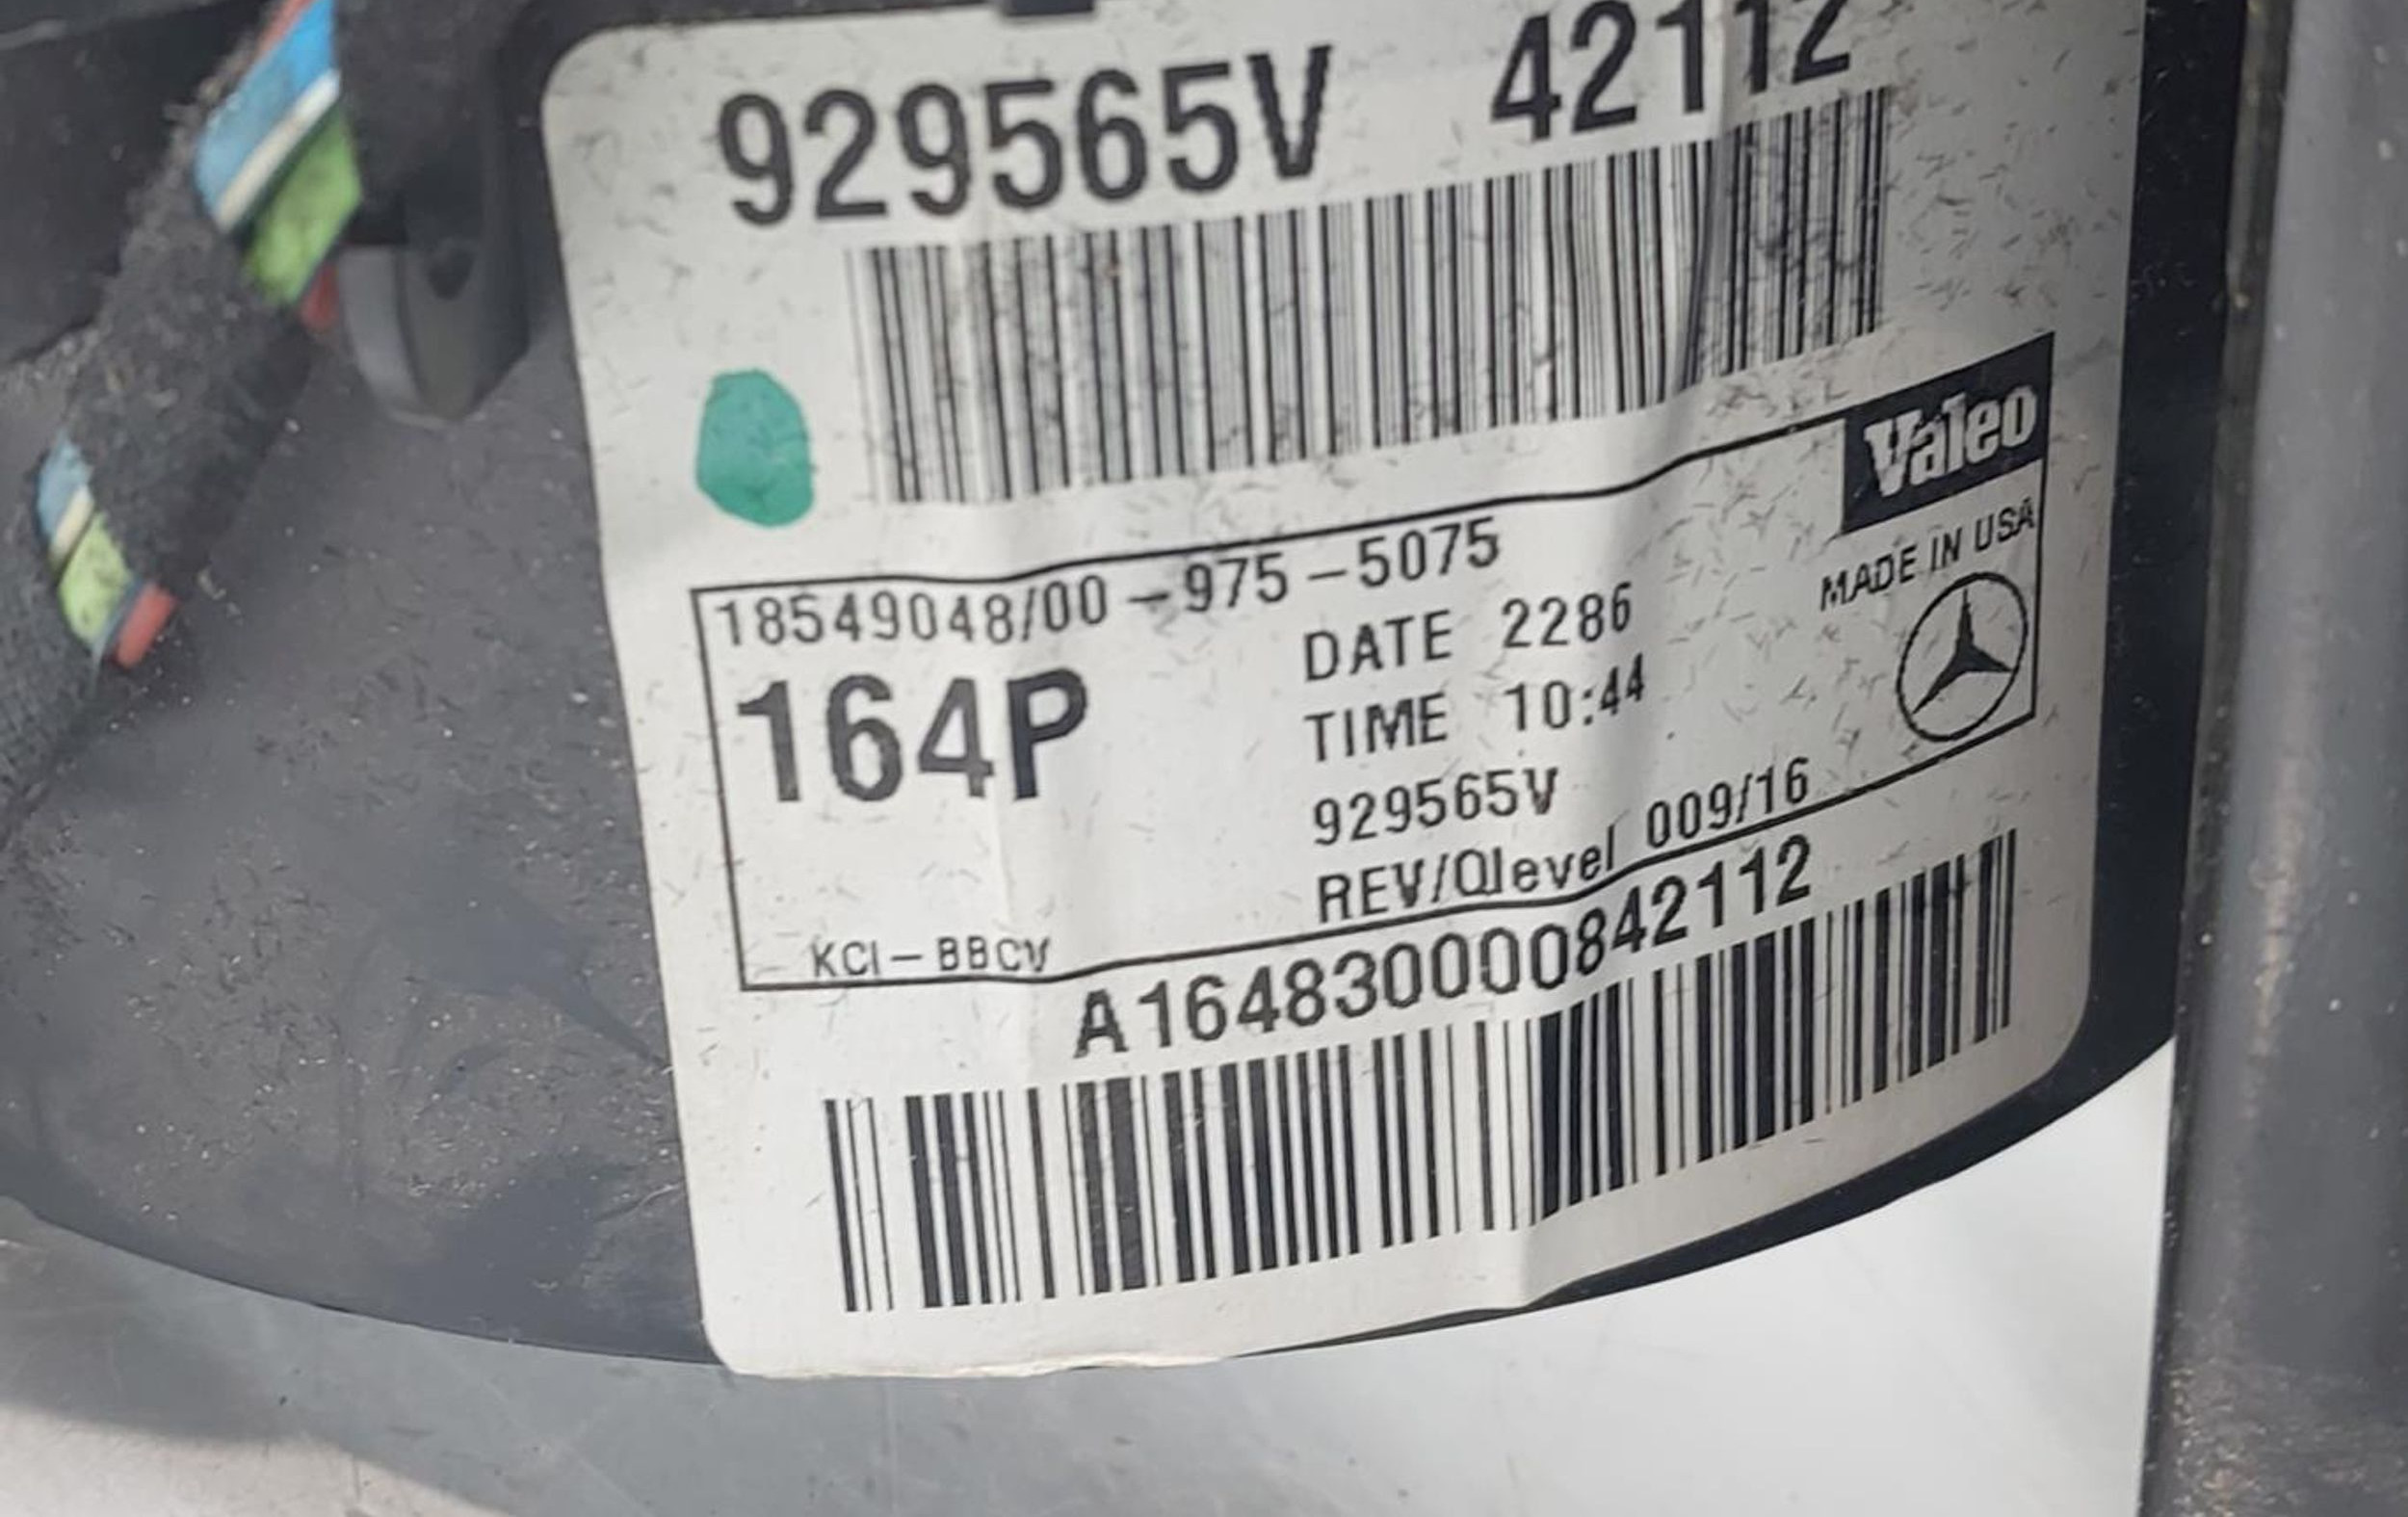 929565V 42112
Valeo
MADE IN USA
18549048/00-975-5075
164P
DATE 2286
TIME 10:44
929565V
REV/Qlevel 009/16
KCI-BBCV
A164830000842112